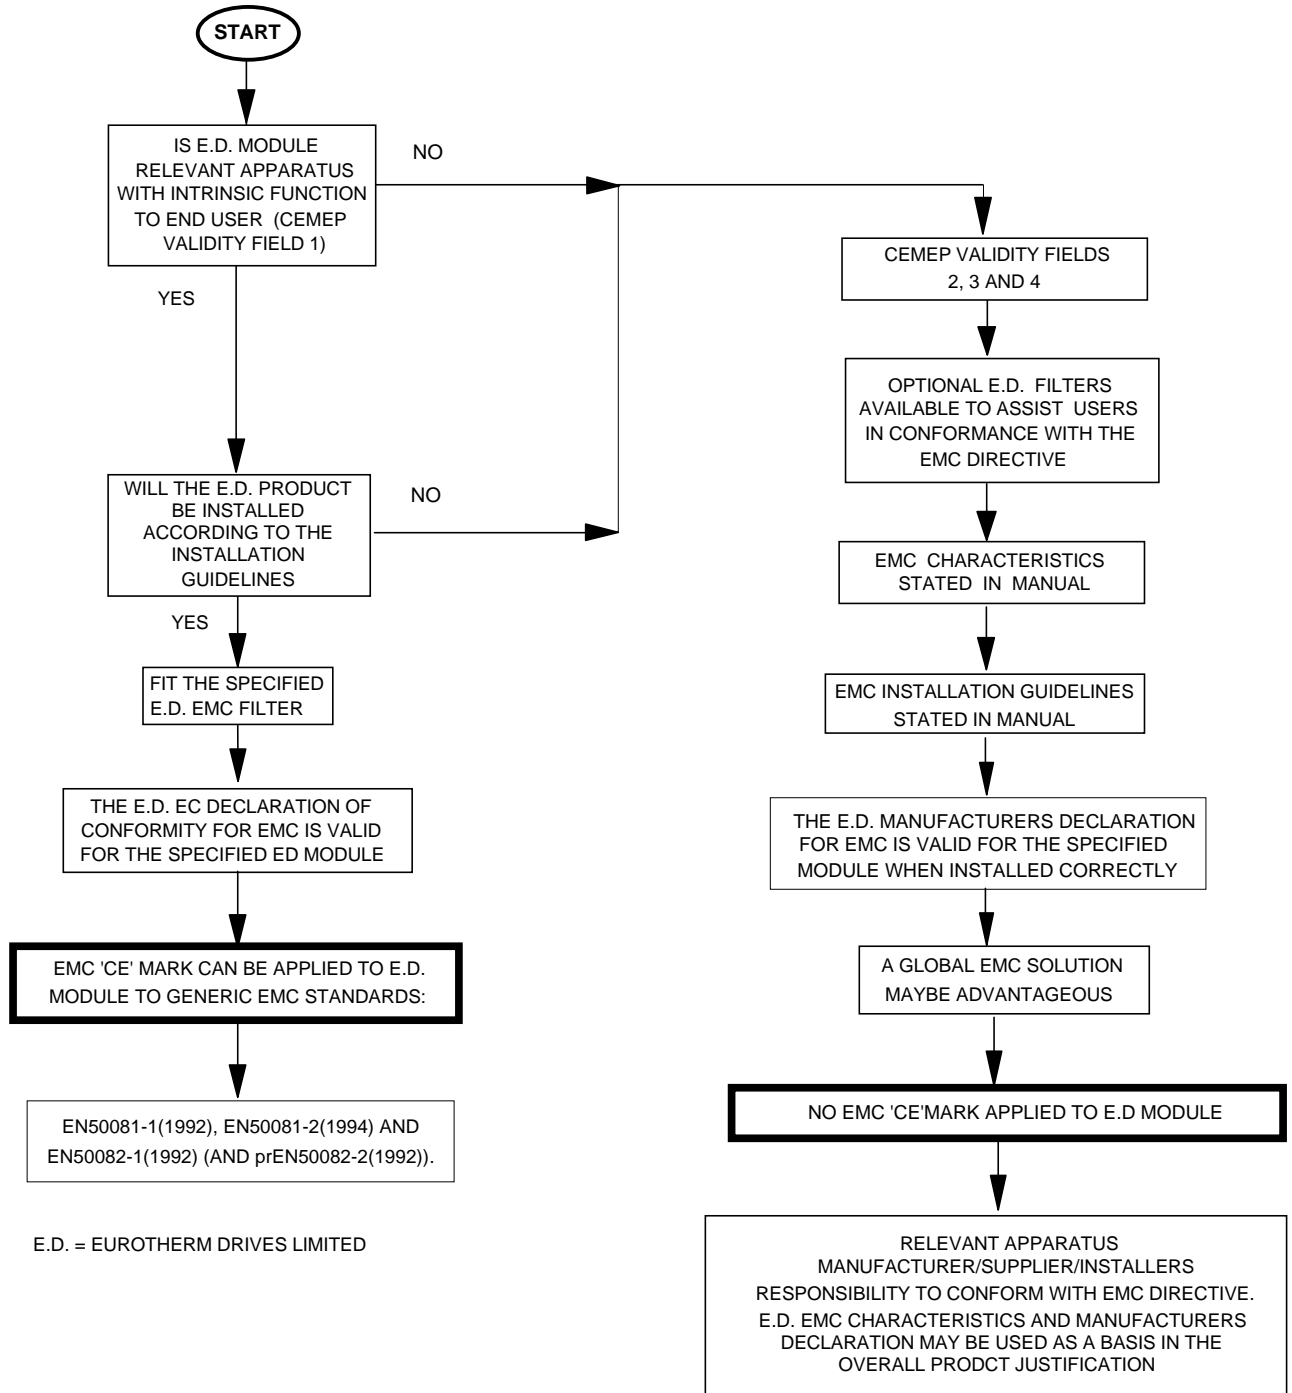 START
IS E.D. MODULE
RELEVANT APPARATUS
WITH INTRINSIC FUNCTION
TO END USER (CEMEP
VALIDITY FIELD 1)
NO
YES
WILL THE E.D. PRODUCT
BE INSTALLED
ACCORDING TO THE
INSTALLATION
GUIDELINES
NO
YES
FIT THE SPECIFIED
E.D. EMC FILTER
THE E.D. EC DECLARATION OF
CONFORMITY FOR EMC IS VALID
FOR THE SPECIFIED ED MODULE
EMC 'CE' MARK CAN BE APPLIED TO E.D.
MODULE TO GENERIC EMC STANDARDS:
EN50081-1(1992), EN50081-2(1994) AND
EN50082-1(1992) (AND prEN50082-2(1992)).
E.D. = EUROTHERM DRIVES LIMITED
CEMEP VALIDITY FIELDS
2, 3 AND 4
OPTIONAL E.D. FILTERS
AVAILABLE TO ASSIST USERS
IN CONFORMANCE WITH THE
EMC DIRECTIVE
EMC CHARACTERISTICS
STATED IN MANUAL
EMC INSTALLATION GUIDELINES
STATED IN MANUAL
THE E.D. MANUFACTURERS DECLARATION
FOR EMC IS VALID FOR THE SPECIFIED
MODULE WHEN INSTALLED CORRECTLY
A GLOBAL EMC SOLUTION
MAYBE ADVANTAGEOUS
NO EMC 'CE'MARK APPLIED TO E.D MODULE
RELEVANT APPARATUS
MANUFACTURER/SUPPLIER/INSTALLERS
RESPONSIBILITY TO CONFORM WITH EMC DIRECTIVE.
E.D. EMC CHARACTERISTICS AND MANUFACTURERS
DECLARATION MAY BE USED AS A BASIS IN THE
OVERALL PRODCT JUSTIFICATION